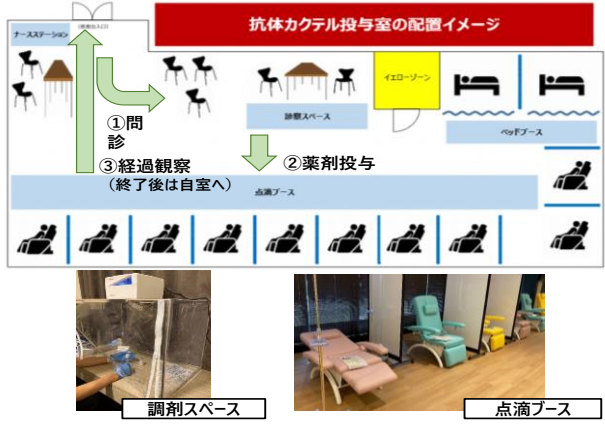 抗体カクテル投与室の配置イメージ
ナースステーション
イエローゾーン
①問
診
診察スペース
ベッドブース
②薬剤投与
③経過観察
（終了後は自室へ）
点滴ブース
調剤スペース
点滴ブース